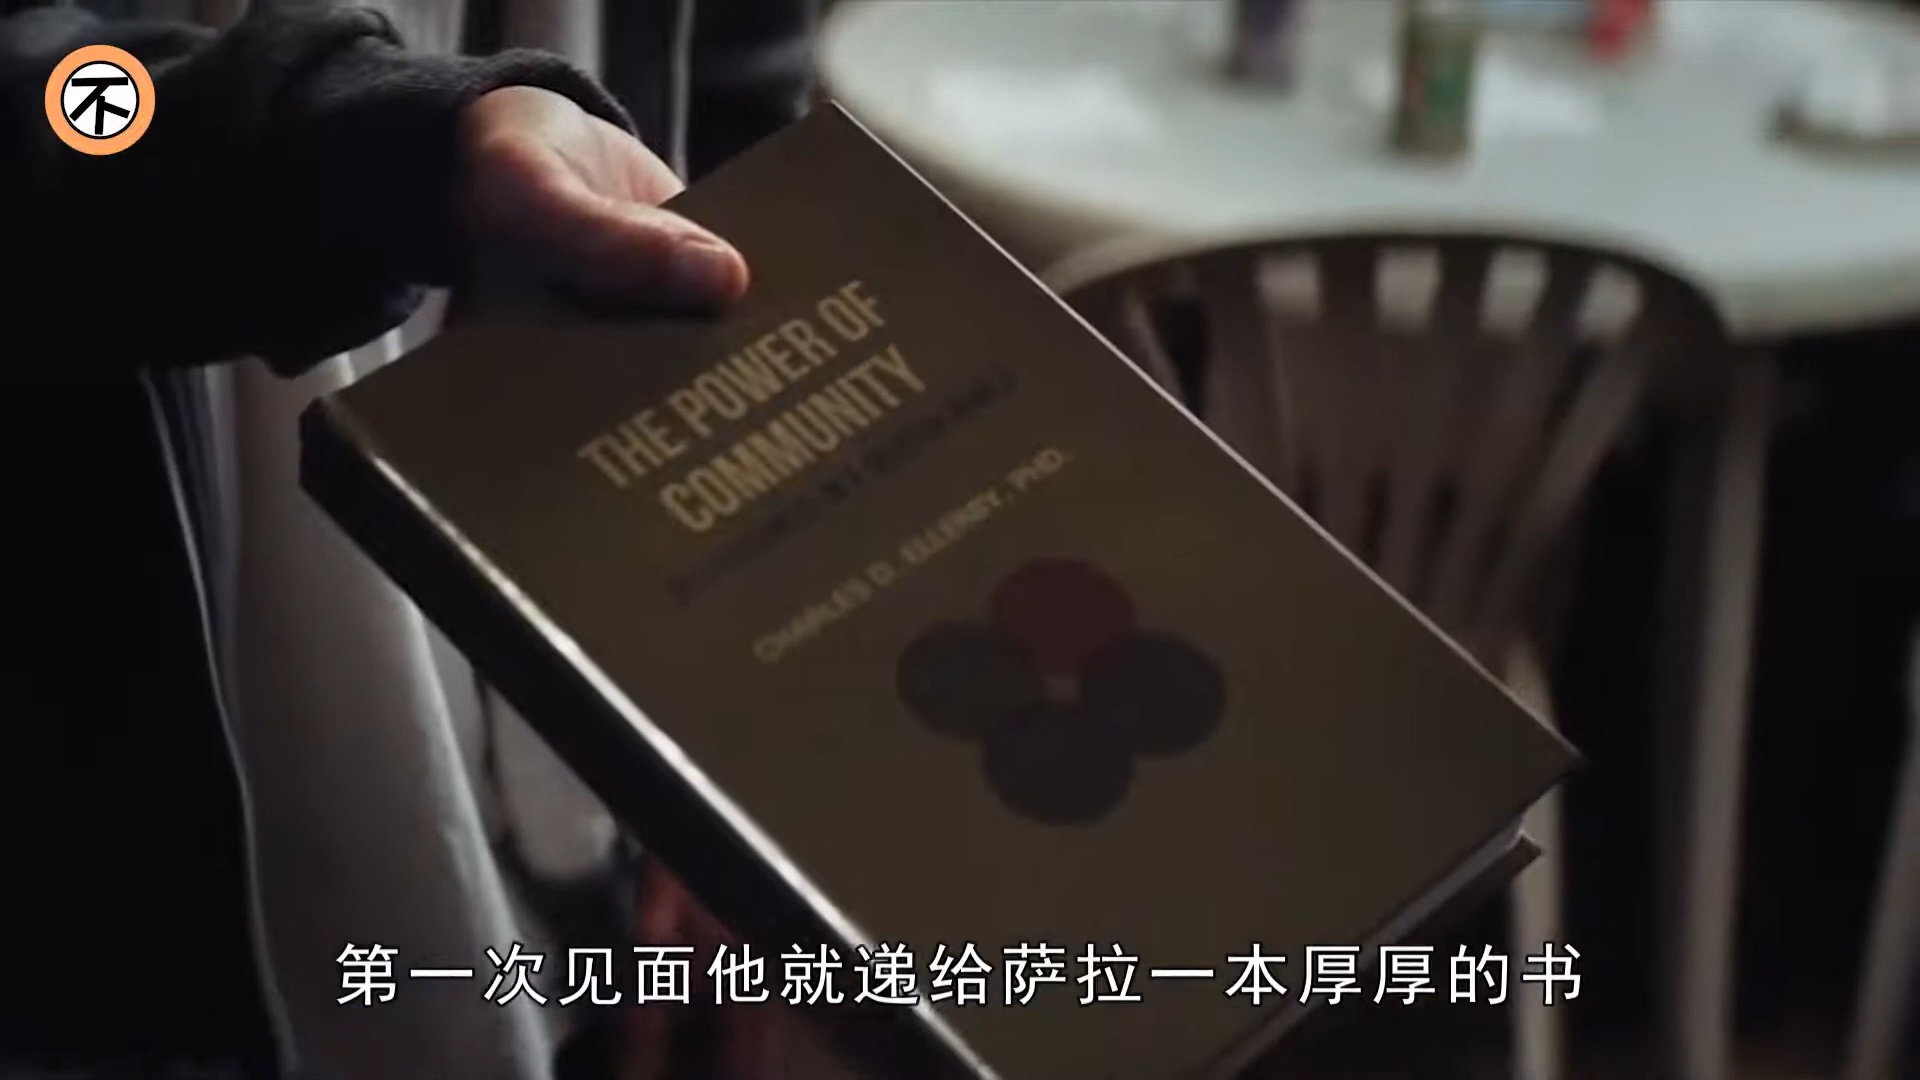 不
THE POWER OF
COMMUNITY
CHARLES D. ELLERBY, PHD.
第一次见面他就递给萨拉一本厚厚的书